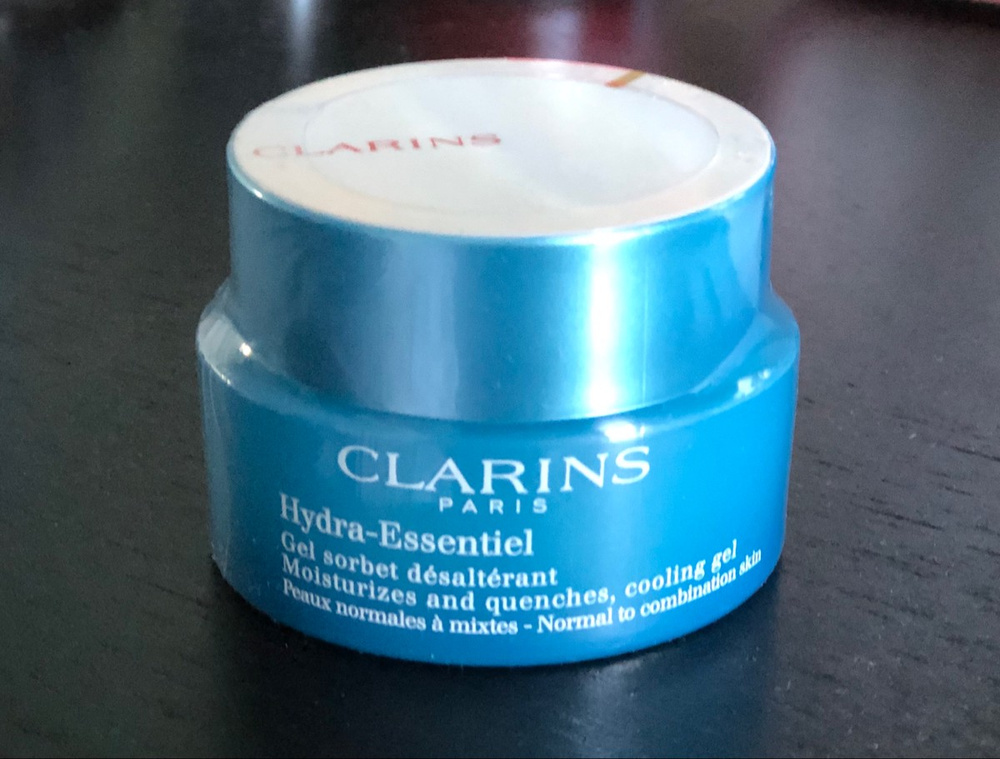 CLARINS
CLARINS
PARIS
Hydra-Essentiel
Gel sorbet désaltérant
Moisturizes and quenches, cooling gel
Peaux normales à mixtes - Normal to combination skin